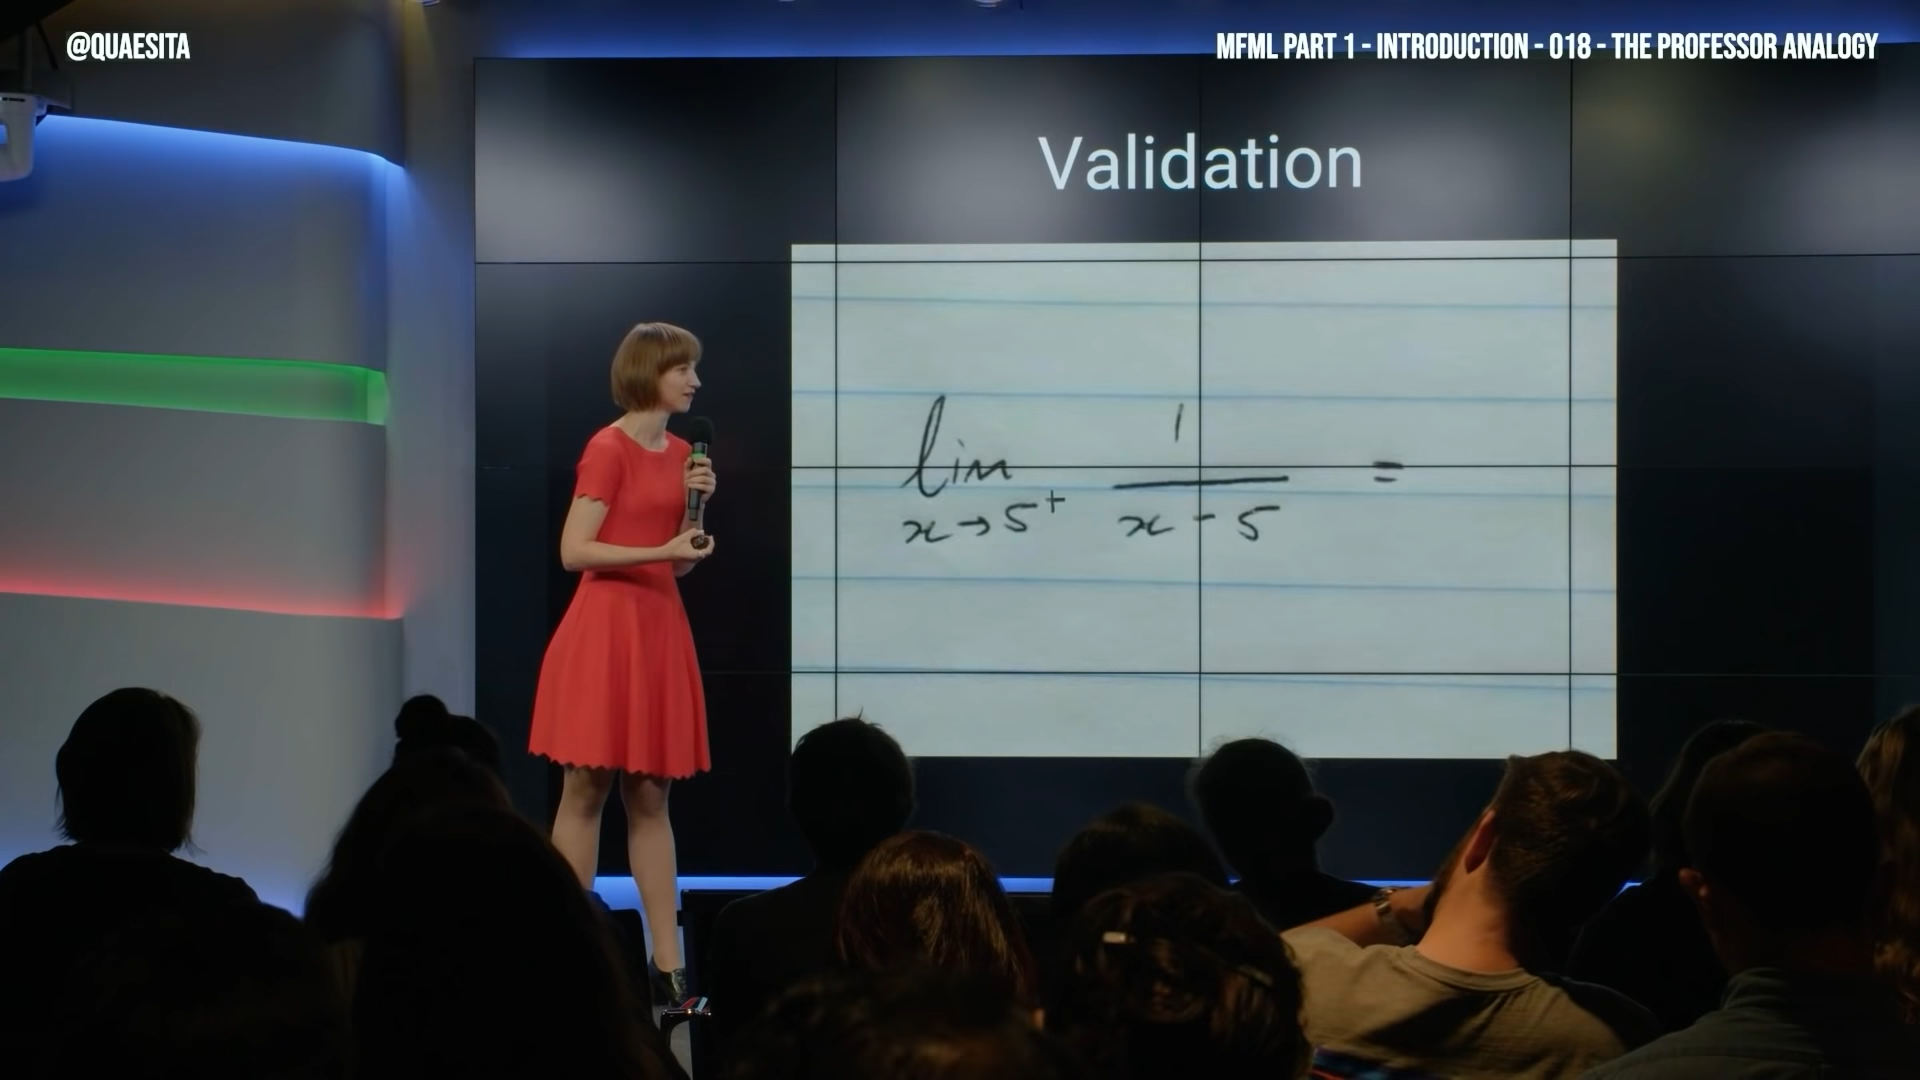 @QUAESITA
MFML PART 1 - INTRODUCTION - 018 - THE PROFESSOR ANALOGY
Validation
lim 1/(x - 5) =
x→5⁺